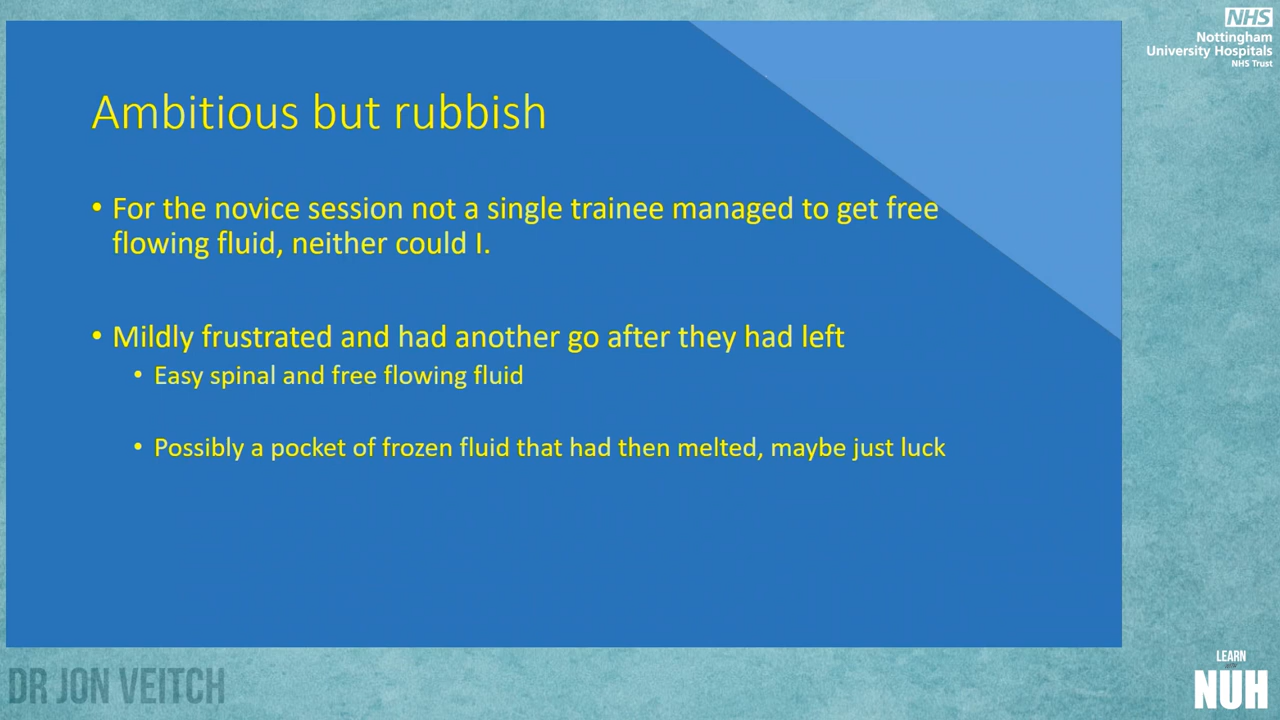 NHS
Nottingham
University Hospitals
NHS Trust
Ambitious but rubbish
• For the novice session not a single trainee managed to get free
flowing fluid, neither could I.
• Mildly frustrated and had another go after they had left
• Easy spinal and free flowing fluid
• Possibly a pocket of frozen fluid that had then melted, maybe just luck
DR JON VEITCH
LEARN
NUH